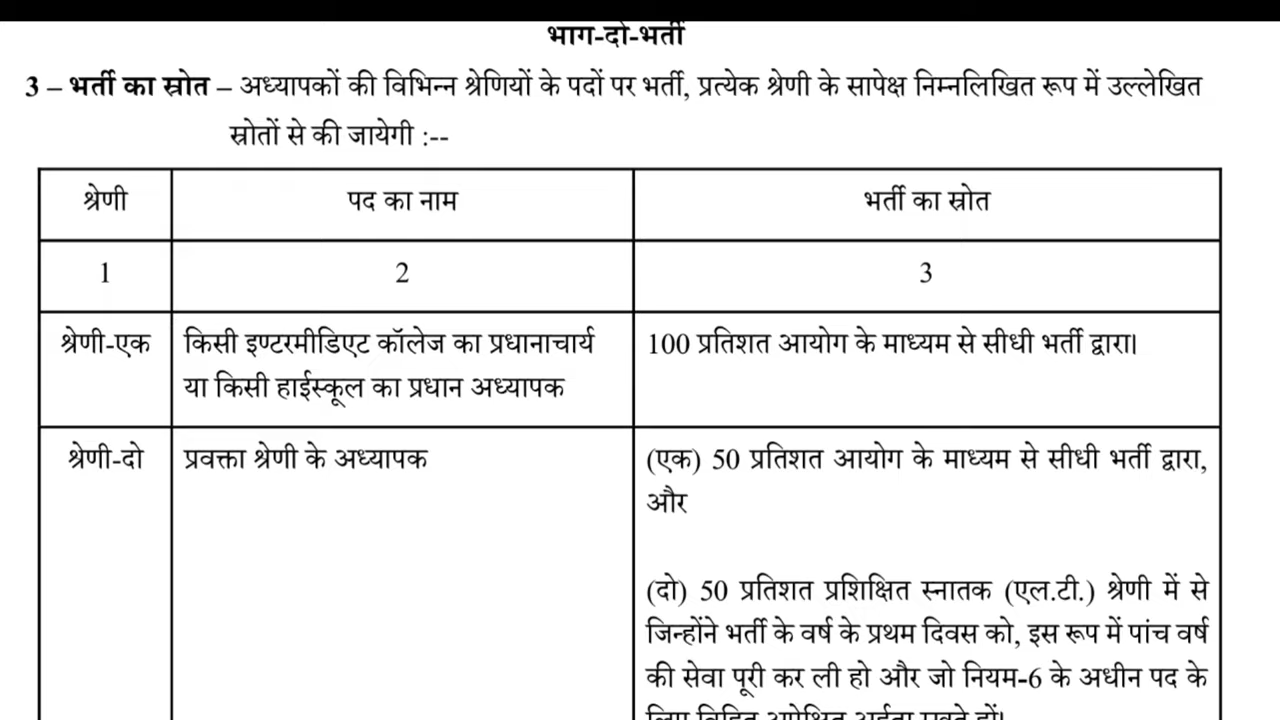 भाग-दो-भर्ती
3 – भर्ती का स्रोत – अध्यापकों की विभिन्न श्रेणियों के पदों पर भर्ती, प्रत्येक श्रेणी के सापेक्ष निम्नलिखित रूप में उल्लेखित
स्रोतों से की जायेगी :--
श्रेणी पद का नाम भर्ती का स्रोत
1 2 3
श्रेणी-एक किसी इण्टरमीडिएट कॉलेज का प्रधानाचार्य 100 प्रतिशत आयोग के माध्यम से सीधी भर्ती द्वारा।
या किसी हाईस्कूल का प्रधान अध्यापक
श्रेणी-दो प्रवक्ता श्रेणी के अध्यापक (एक) 50 प्रतिशत आयोग के माध्यम से सीधी भर्ती द्वारा,
और
(दो) 50 प्रतिशत प्रशिक्षित स्नातक (एल.टी.) श्रेणी में से
जिन्होंने भर्ती के वर्ष के प्रथम दिवस को, इस रूप में पांच वर्ष
की सेवा पूरी कर ली हो और जो नियम-6 के अधीन पद के